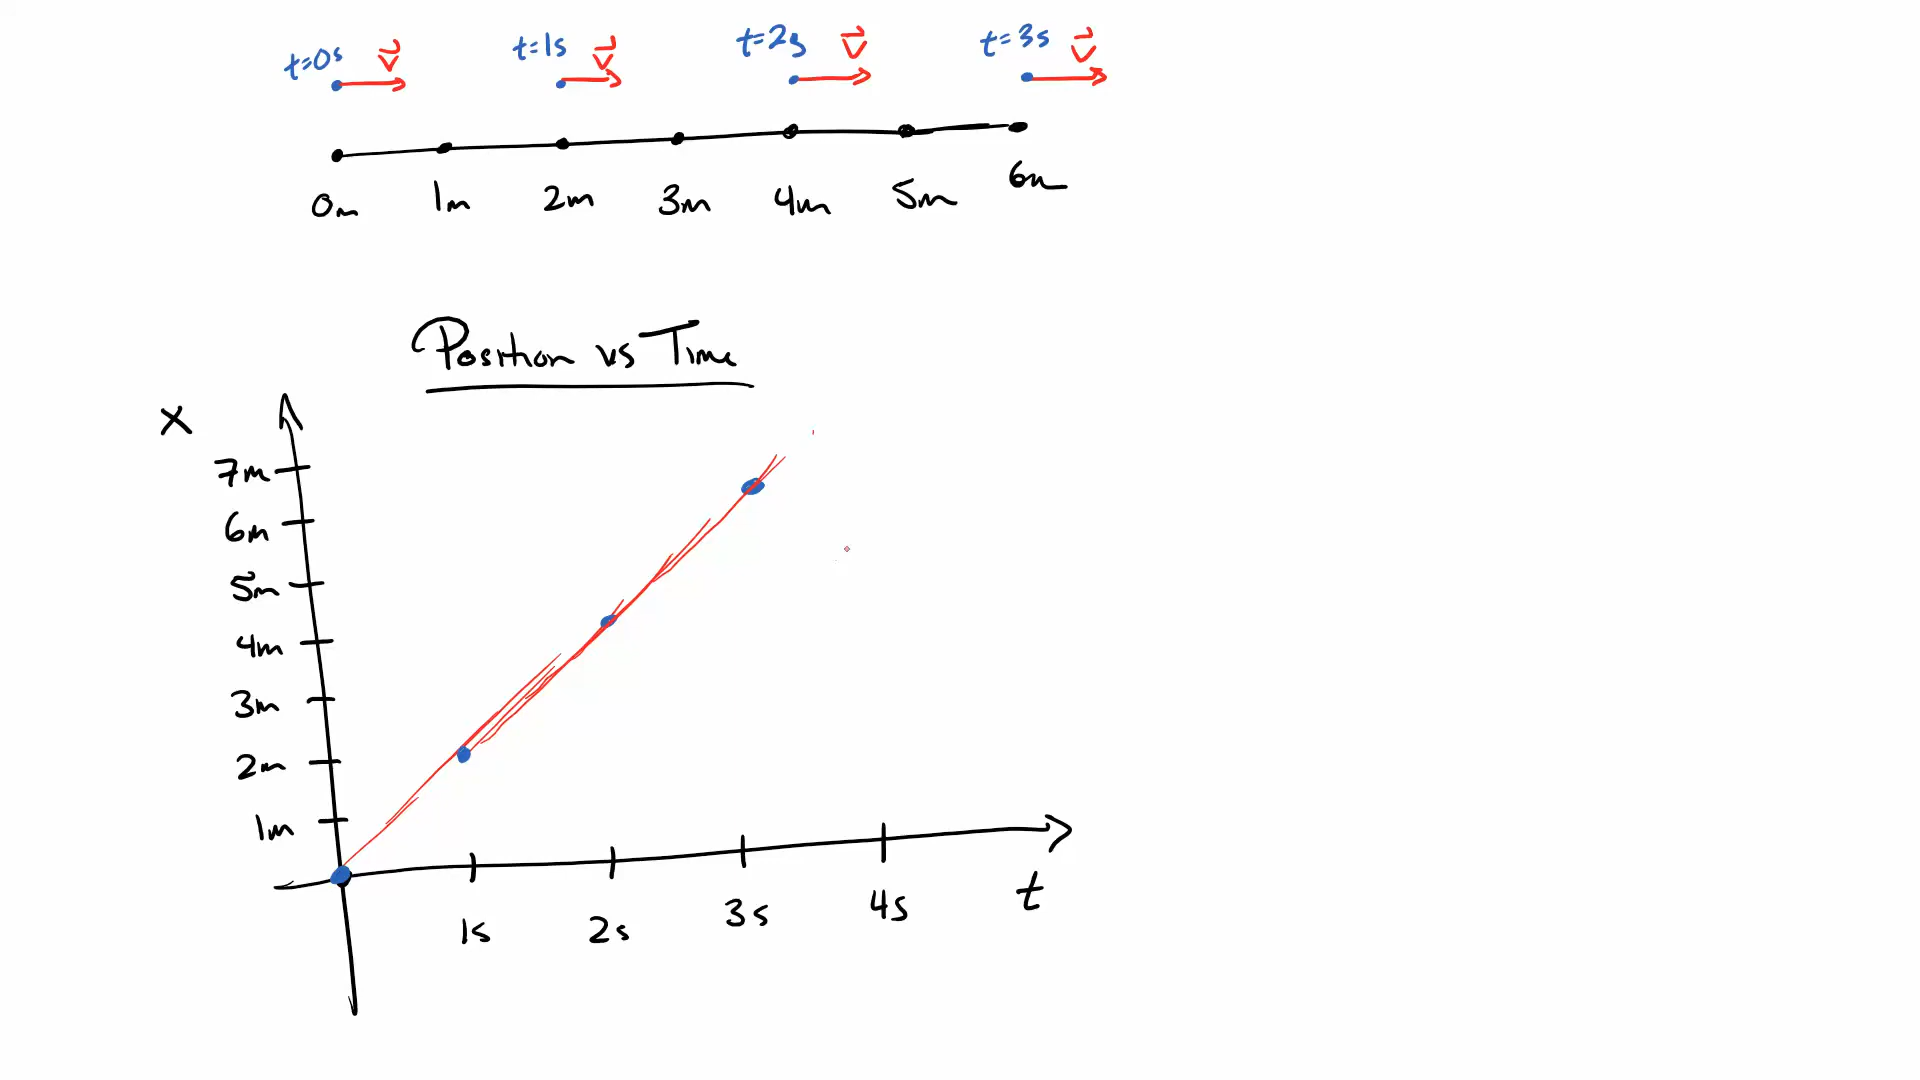 t=0s v⃗ t=1s v⃗ t=2s v⃗ t=3s v⃗
0m 1m 2m 3m 4m 5m 6m
Position vs Time
x
7m
6m
5m
4m
3m
2m
1m
1s 2s 3s 4s t